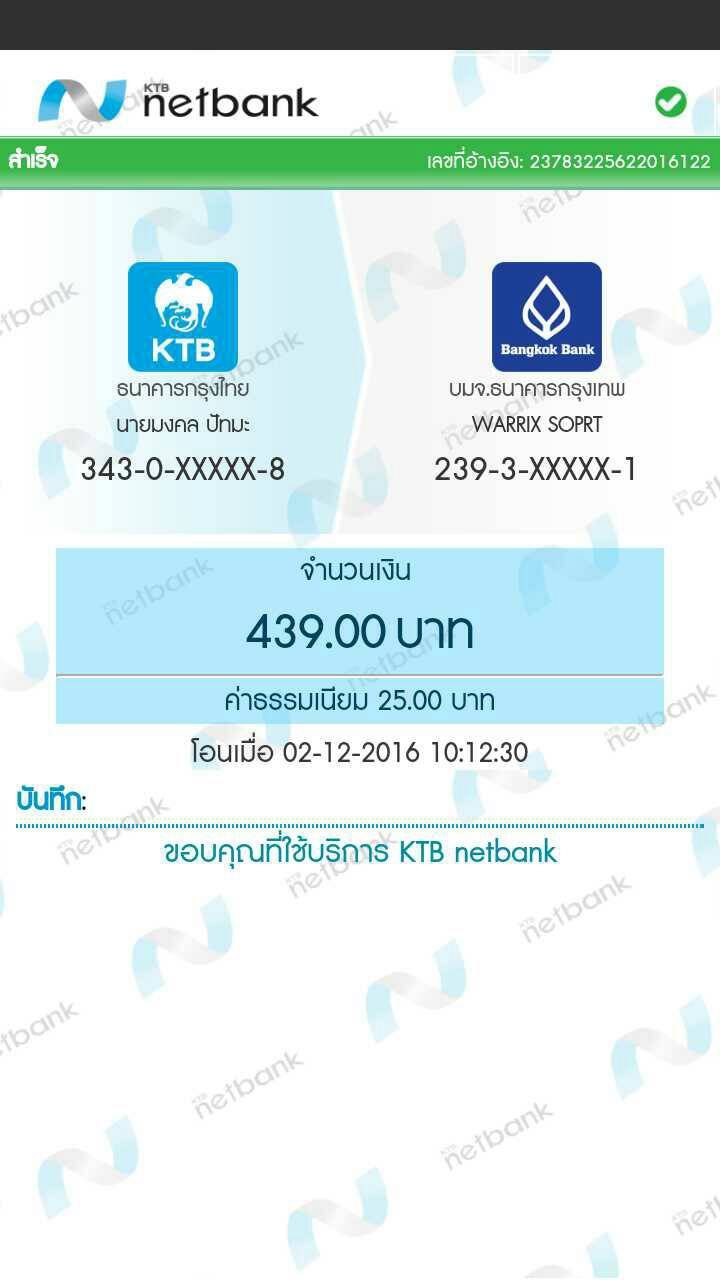 KTB
netbank
สำเร็จ
เลขที่อ้างอิง: 23783225622016122
KTB
Bangkok Bank
ธนาคารกรุงไทย
บมจ.ธนาคารกรุงเทพ
นายมงคล ปัทมะ
WARRIX SOPRT
343-0-XXXXX-8
239-3-XXXXX-1
จำนวนเงิน
439.00 บาท
ค่าธรรมเนียม 25.00 บาท
โอนเมื่อ 02-12-2016 10:12:30
บันทึก:
ขอบคุณที่ใช้บริการ KTB netbank